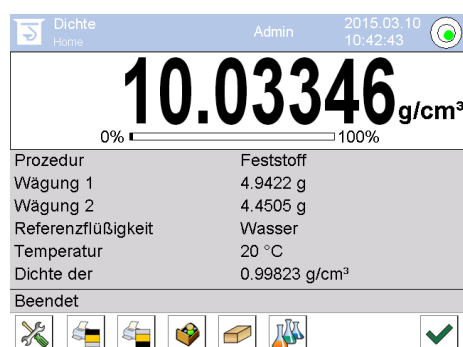 Dichte
Home
Admin
2015.03.10
10:42:43
10.03346 g/cm³
0% 100%
Prozedur Feststoff
Wägung 1 4.9422 g
Wägung 2 4.4505 g
Referenzflüßigkeit Wasser
Temperatur 20 °C
Dichte der 0.99823 g/cm³
Beendet